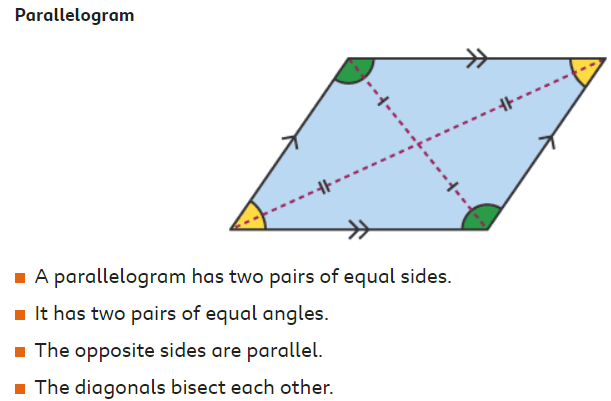 Parallelogram
A parallelogram has two pairs of equal sides.
It has two pairs of equal angles.
The opposite sides are parallel.
The diagonals bisect each other.